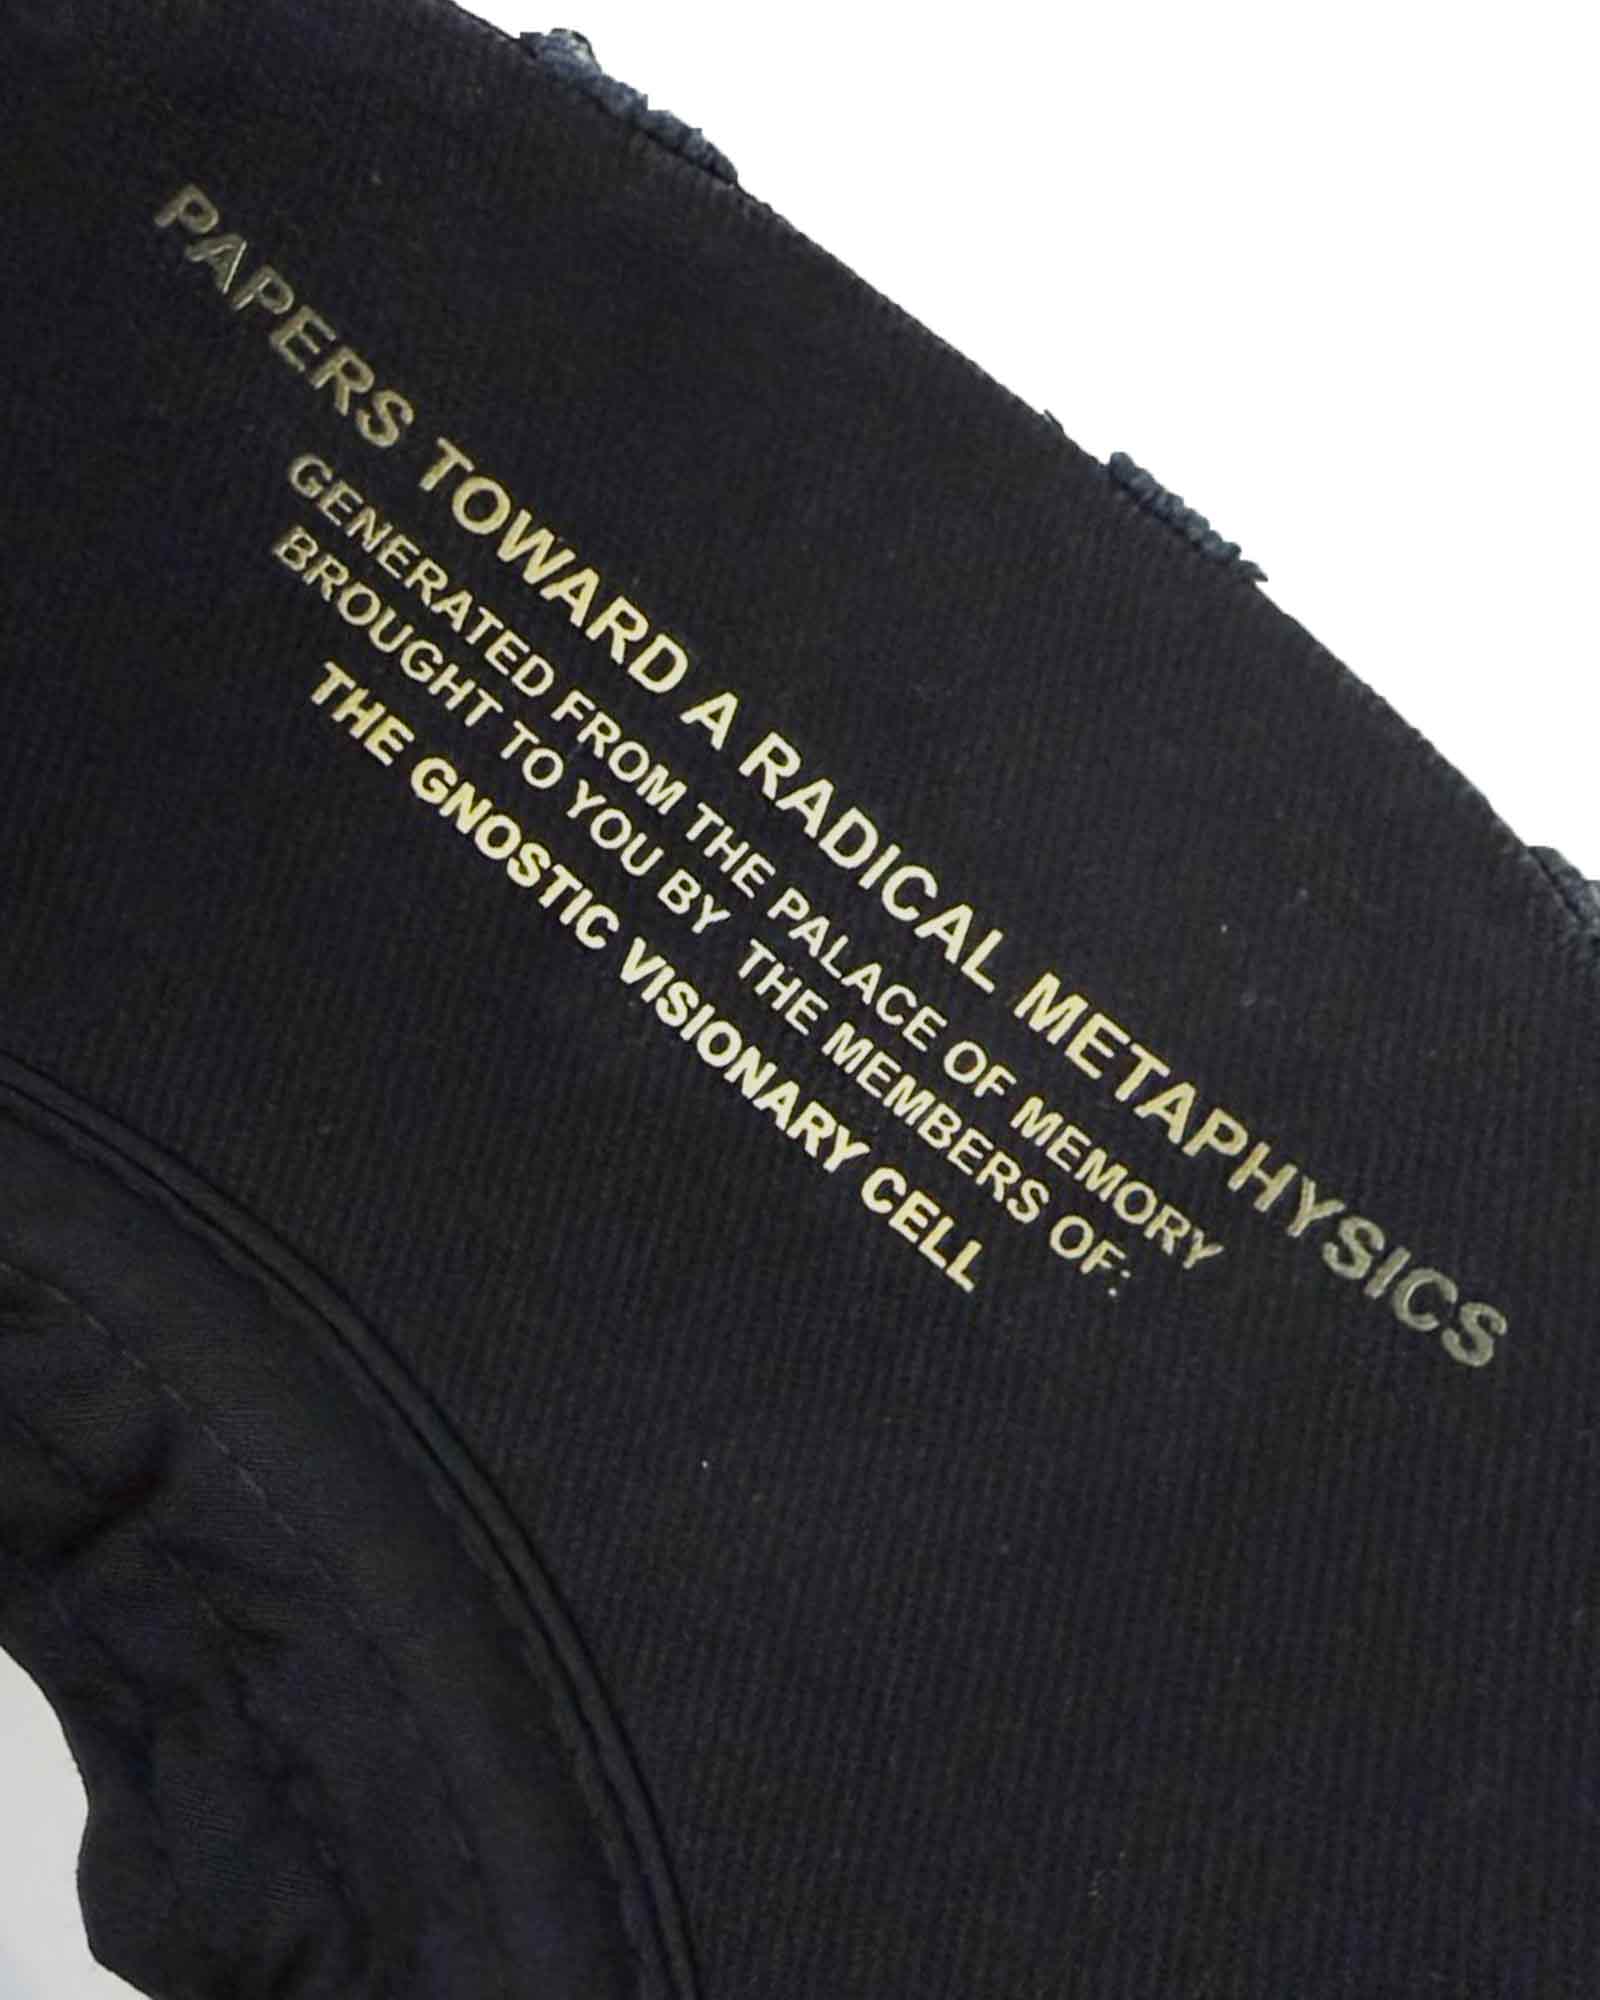 PAPERS TOWARD A RADICAL METAPHYSICS
GENERATED FROM THE PALACE OF MEMORY
BROUGHT TO YOU BY THE MEMBERS OF:
THE GNOSTIC VISIONARY CELL